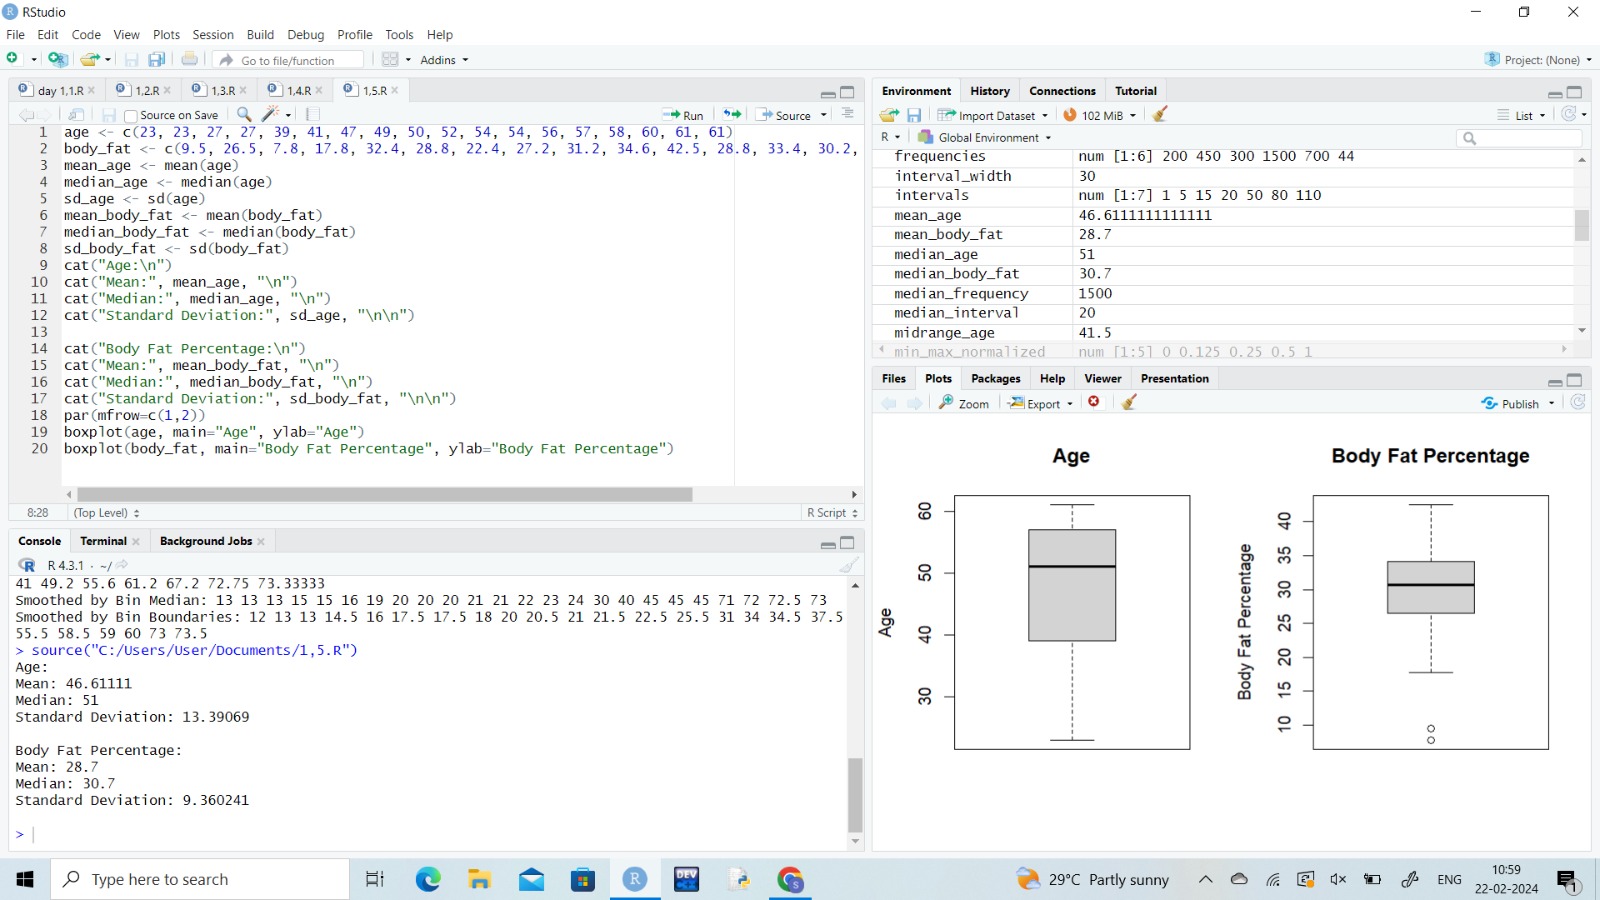 RStudio
File Edit Code View Plots Session Build Debug Profile Tools Help
Go to file/function Addins Project: (None)
day 1,1.R 1,2.R 1,3.R 1,4.R 1,5.R
Source on Save Run Source
1 age <- c(23, 23, 27, 27, 39, 41, 47, 49, 50, 52, 54, 54, 56, 57, 58, 60, 61, 61)
2 body_fat <- c(9.5, 26.5, 7.8, 17.8, 32.4, 28.8, 22.4, 27.2, 31.2, 34.6, 42.5, 28.8, 33.4, 30.2,
3 mean_age <- mean(age)
4 median_age <- median(age)
5 sd_age <- sd(age)
6 mean_body_fat <- mean(body_fat)
7 median_body_fat <- median(body_fat)
8 sd_body_fat <- sd(body_fat)
9 cat("Age:\n")
10 cat("Mean:", mean_age, "\n")
11 cat("Median:", median_age, "\n")
12 cat("Standard Deviation:", sd_age, "\n\n")
13
14 cat("Body Fat Percentage:\n")
15 cat("Mean:", mean_body_fat, "\n")
16 cat("Median:", median_body_fat, "\n")
17 cat("Standard Deviation:", sd_body_fat, "\n\n")
18 par(mfrow=c(1,2))
19 boxplot(age, main="Age", ylab="Age")
20 boxplot(body_fat, main="Body Fat Percentage", ylab="Body Fat Percentage")
8:28 (Top Level) R Script
Console Terminal Background Jobs
R 4.3.1 · ~/
41 49.2 55.6 61.2 67.2 72.75 73.33333
Smoothed by Bin Median: 13 13 13 15 15 16 19 20 20 20 21 21 22 23 24 30 40 45 45 45 71 72 72.5 73
Smoothed by Bin Boundaries: 12 13 13 14.5 16 17.5 17.5 18 20 20.5 21 21.5 22.5 25.5 31 34 34.5 37.5
55.5 58.5 59 60 73 73.5
> source("C:/Users/User/Documents/1,5.R")
Age:
Mean: 46.61111
Median: 51
Standard Deviation: 13.39069
Body Fat Percentage:
Mean: 28.7
Median: 30.7
Standard Deviation: 9.360241
>
Environment History Connections Tutorial
Import Dataset 102 MiB List
R Global Environment
frequencies num [1:6] 200 450 300 1500 700 44
interval_width 30
intervals num [1:7] 1 5 15 20 50 80 110
mean_age 46.6111111111111
mean_body_fat 28.7
median_age 51
median_body_fat 30.7
median_frequency 1500
median_interval 20
midrange_age 41.5
min_max_normalized num [1:5] 0 0.125 0.25 0.5 1
Files Plots Packages Help Viewer Presentation
Zoom Export Publish
Age
Age
60
50
40
30
Body Fat Percentage
Body Fat Percentage
40
35
30
25
20
15
10
Type here to search
DEV
29°C Partly sunny
ENG
10:59
22-02-2024
1